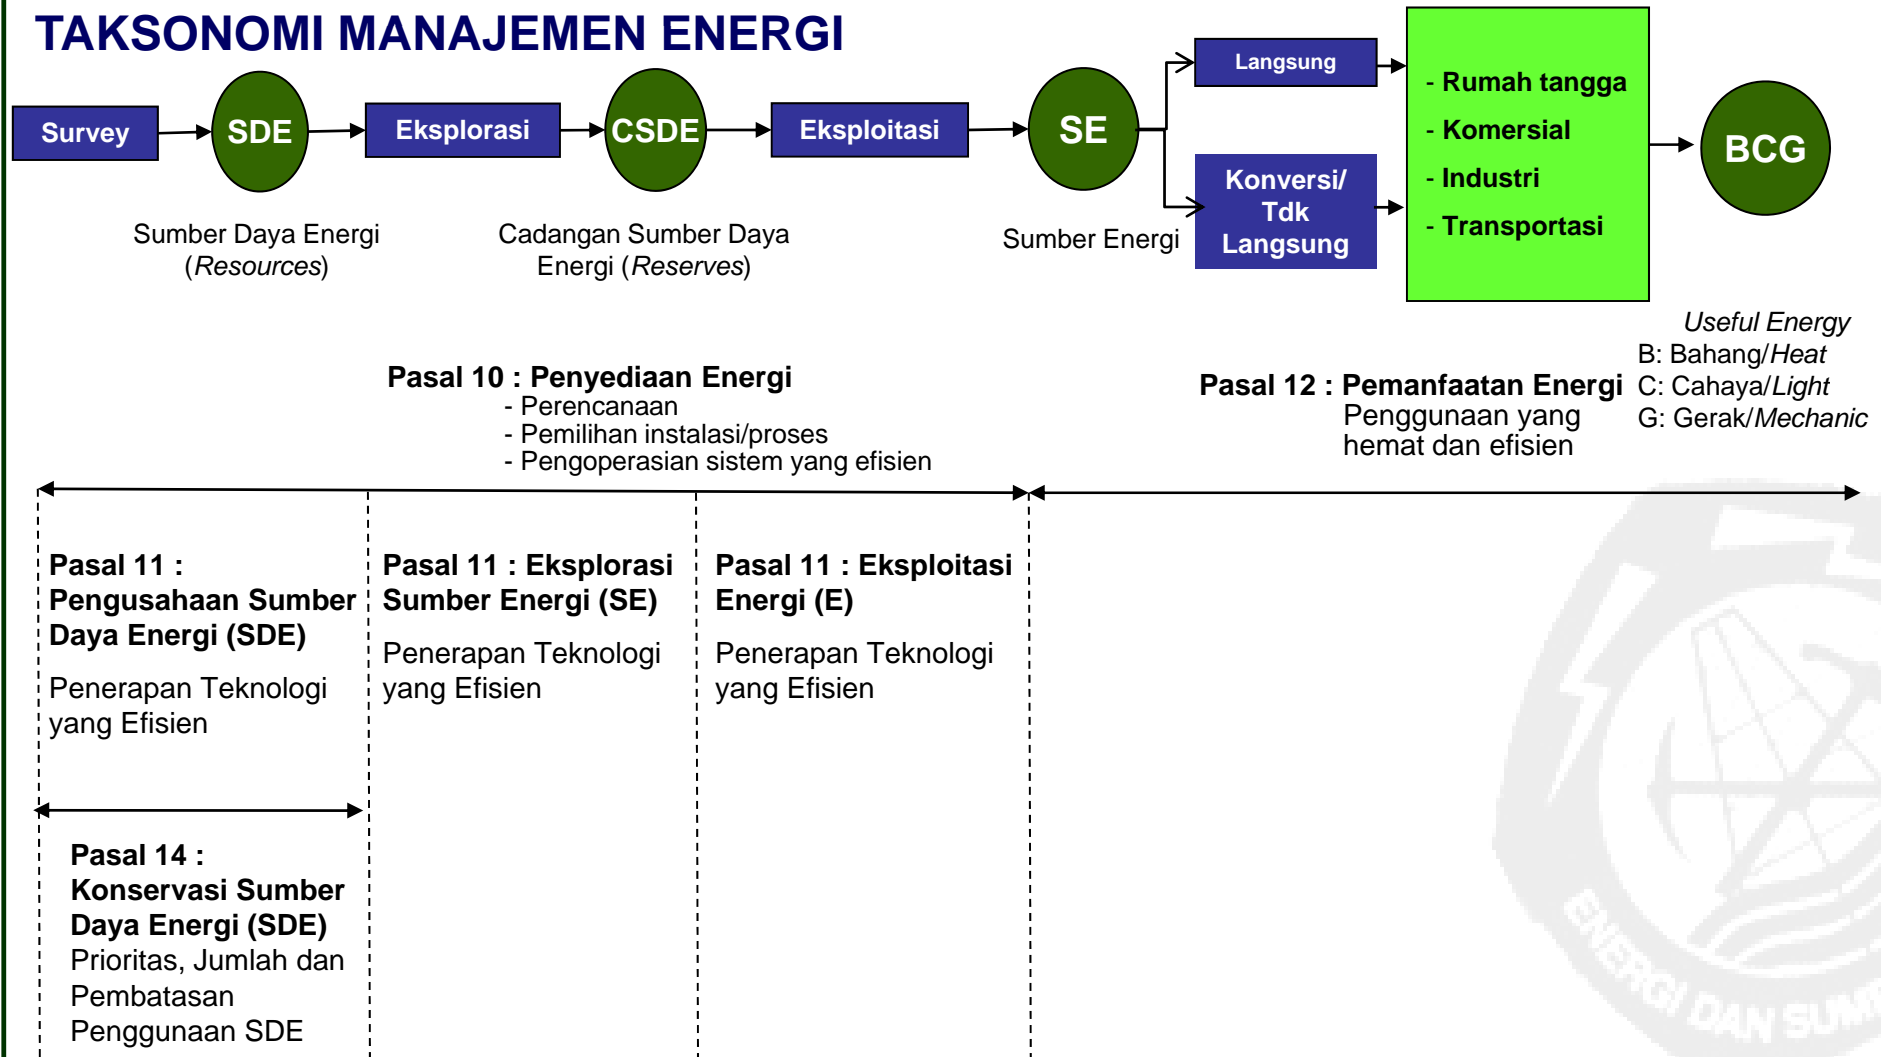 TAKSONOMI MANAJEMEN ENERGI
Survey
SDE
Eksplorasi
CSDE
Eksploitasi
SE
Langsung
Konversi/
Tdk
Langsung
- Rumah tangga
- Komersial
- Industri
- Transportasi
BCG
Sumber Daya Energi
(Resources)
Cadangan Sumber Daya
Energi (Reserves)
Sumber Energi
Useful Energy
B: Bahang/Heat
C: Cahaya/Light
G: Gerak/Mechanic
Pasal 10 : Penyediaan Energi
- Perencanaan
- Pemilihan instalasi/proses
- Pengoperasian sistem yang efisien
Pasal 12 : Pemanfaatan Energi
Penggunaan yang
hemat dan efisien
Pasal 11 :
Pengusahaan Sumber
Daya Energi (SDE)
Penerapan Teknologi
yang Efisien
Pasal 11 : Eksplorasi
Sumber Energi (SE)
Penerapan Teknologi
yang Efisien
Pasal 11 : Eksploitasi
Energi (E)
Penerapan Teknologi
yang Efisien
Pasal 14 :
Konservasi Sumber
Daya Energi (SDE)
Prioritas, Jumlah dan
Pembatasan
Penggunaan SDE
ENERGI DAN